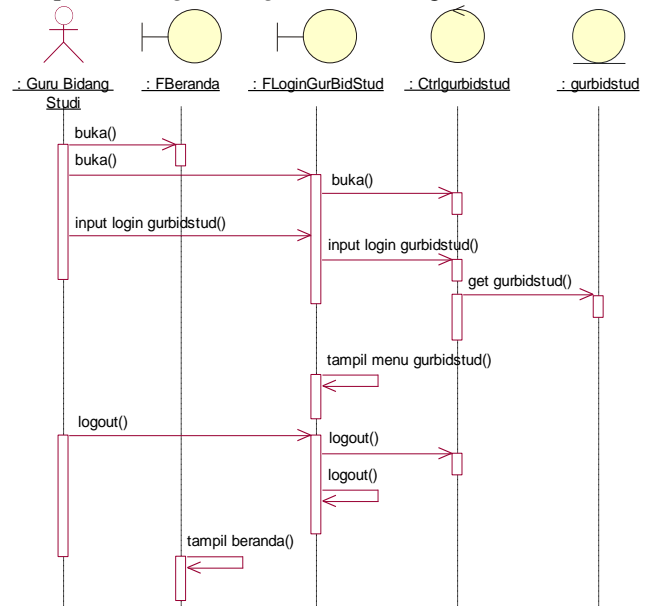 : Guru Bidang
Studi
: FBeranda
: FLoginGurBidStud
: Ctrlgurbidstud
: gurbidstud
buka()
buka()
buka()
input login gurbidstud()
input login gurbidstud()
get gurbidstud()
tampil menu gurbidstud()
logout()
logout()
logout()
tampil beranda()